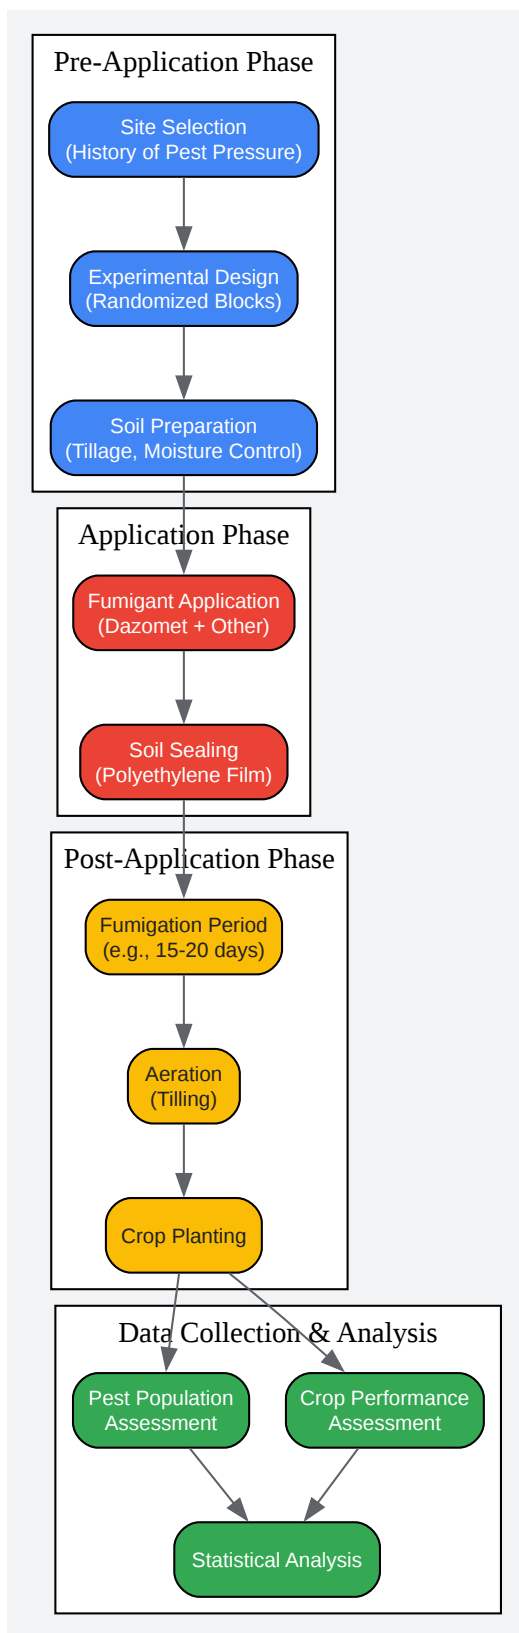 Pre-Application Phase
Site Selection
(History of Pest Pressure)
Experimental Design
(Randomized Blocks)
Soil Preparation
(Tillage, Moisture Control)
Application Phase
Fumigant Application
(Dazomet + Other)
Soil Sealing
(Polyethylene Film)
Post-Application Phase
Fumigation Period
(e.g., 15-20 days)
Aeration
(Tilling)
Crop Planting
Data Collection & Analysis
Pest Population
Assessment
Crop Performance
Assessment
Statistical Analysis